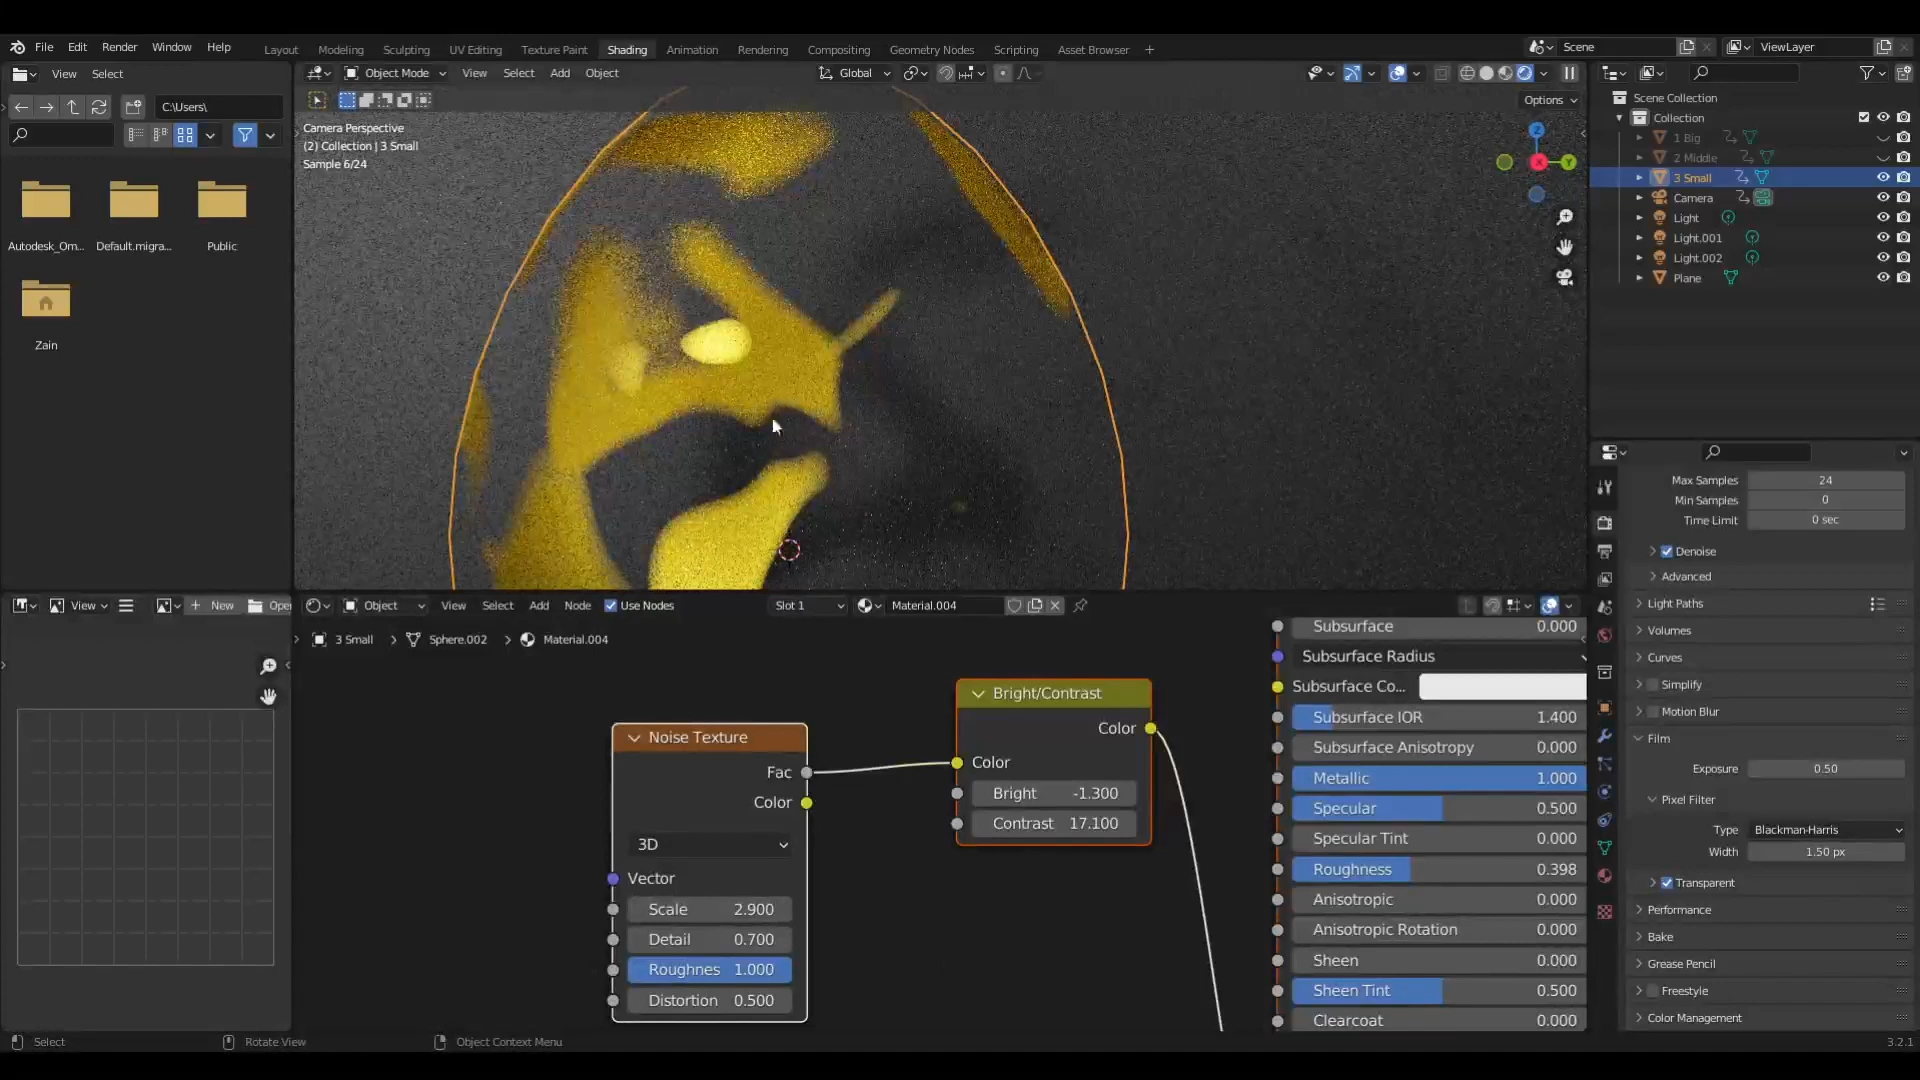 File Edit Render Window Help
Layout Modeling Sculpting UV Editing Texture Paint Shading Animation Rendering Compositing Geometry Nodes Scripting Asset Browser
Scene
ViewLayer
View Select
Object Mode View Select Add Object
Global
C:\Users\
Options
Camera Perspective
(2) Collection | 3 Small
Sample 6/24
Z
X
Y
Autodesk_Om...
Default.migra...
Public
Zain
Scene Collection
Collection
1 Big
2 Middle
3 Small
Camera
Light
Light.001
Light.002
Plane
Max Samples 24
Min Samples 0
Time Limit 0 sec
Denoise
Advanced
Light Paths
Volumes
Curves
Simplify
Motion Blur
Film
Exposure 0.50
Pixel Filter
Type Blackman-Harris
Width 1.50 px
Transparent
Performance
Bake
Grease Pencil
Freestyle
Color Management
View
New
Open
Object View Select Add Node Use Nodes Slot 1 Material.004
3 Small Sphere.002 Material.004
Noise Texture
Fac
Color
3D
Vector
Scale 2.900
Detail 0.700
Roughnes 1.000
Distortion 0.500
Bright/Contrast
Color
Color
Bright -1.300
Contrast 17.100
Subsurface 0.000
Subsurface Radius
Subsurface Co...
Subsurface IOR 1.400
Subsurface Anisotropy 0.000
Metallic 1.000
Specular 0.500
Specular Tint 0.000
Roughness 0.398
Anisotropic 0.000
Anisotropic Rotation 0.000
Sheen 0.000
Sheen Tint 0.500
Clearcoat 0.000
Select
Rotate View
Object Context Menu
3.2.1